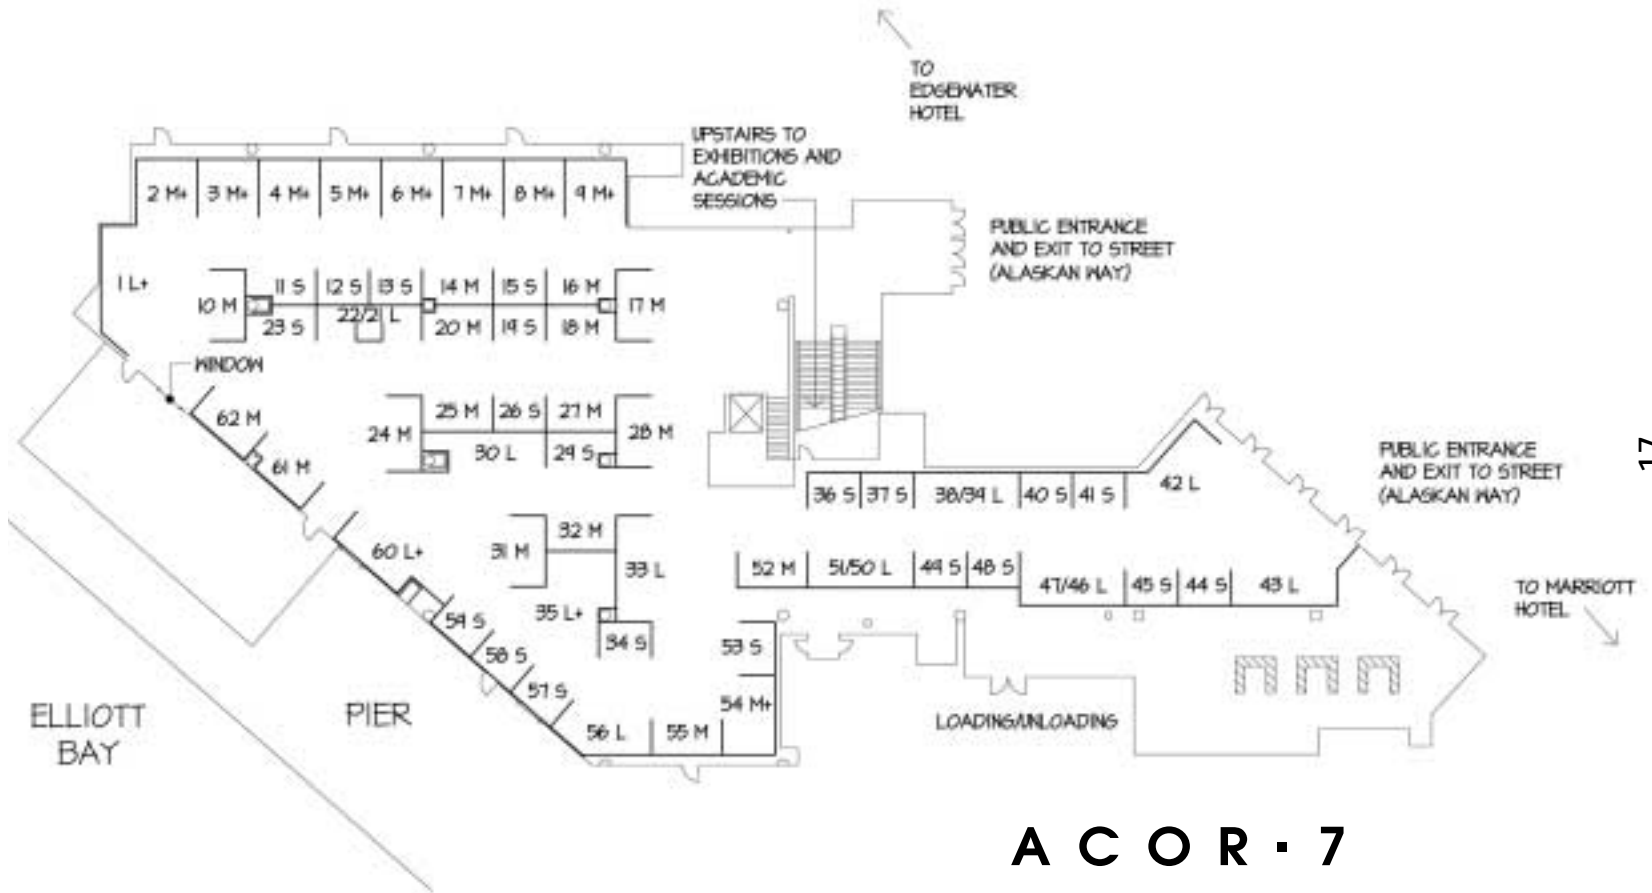 TO
EDGEWATER
HOTEL
UPSTAIRS TO
EXHIBITIONS AND
ACADEMIC
SESSIONS
2 M+ 3 M+ 4 M+ 5 M+ 6 M+ 7 M+ 8 M+ 9 M+
PUBLIC ENTRANCE
AND EXIT TO STREET
(ALASKAN WAY)
1 L+
10 M
11 S 12 S 13 S 14 M 15 S 16 M
17 M
23 S 22/21 L 20 M 19 S 18 M
WINDOW
62 M
61 M
24 M
25 M 26 S 27 M
28 M
30 L 29 S
PUBLIC ENTRANCE
AND EXIT TO STREET
(ALASKAN WAY)
17
36 S 37 S 38/39 L 40 S 41 S
42 L
60 L+
31 M
32 M
33 L
52 M 51/50 L 49 S 48 S
47/46 L 45 S 44 S 43 L
TO MARRIOTT
HOTEL
35 L+
34 S
59 S
58 S
57 S
53 S
54 M+
56 L 55 M
ELLIOTT
BAY
PIER
LOADING/UNLOADING
ACOR▪7